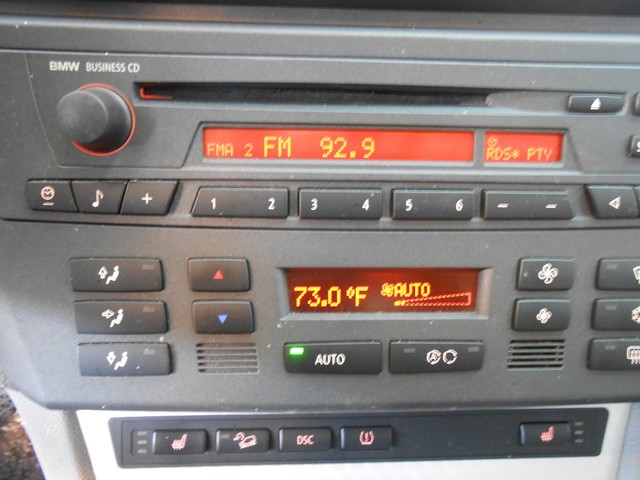 BMW BUSINESS CD
FMA 2 FM 92.9
RDS* PTY
1 2 3 4 5 6
73.0 °F AUTO
AUTO
DSC